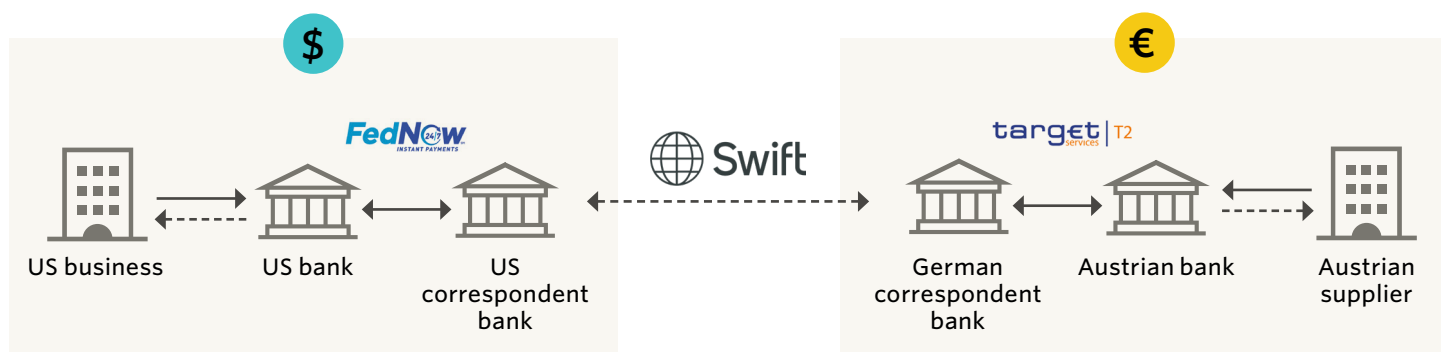 $
€
FedNow
24/7
INSTANT PAYMENTS
Swift
target | T2
services
US business
US bank
US
correspondent
bank
German
correspondent
bank
Austrian bank
Austrian
supplier